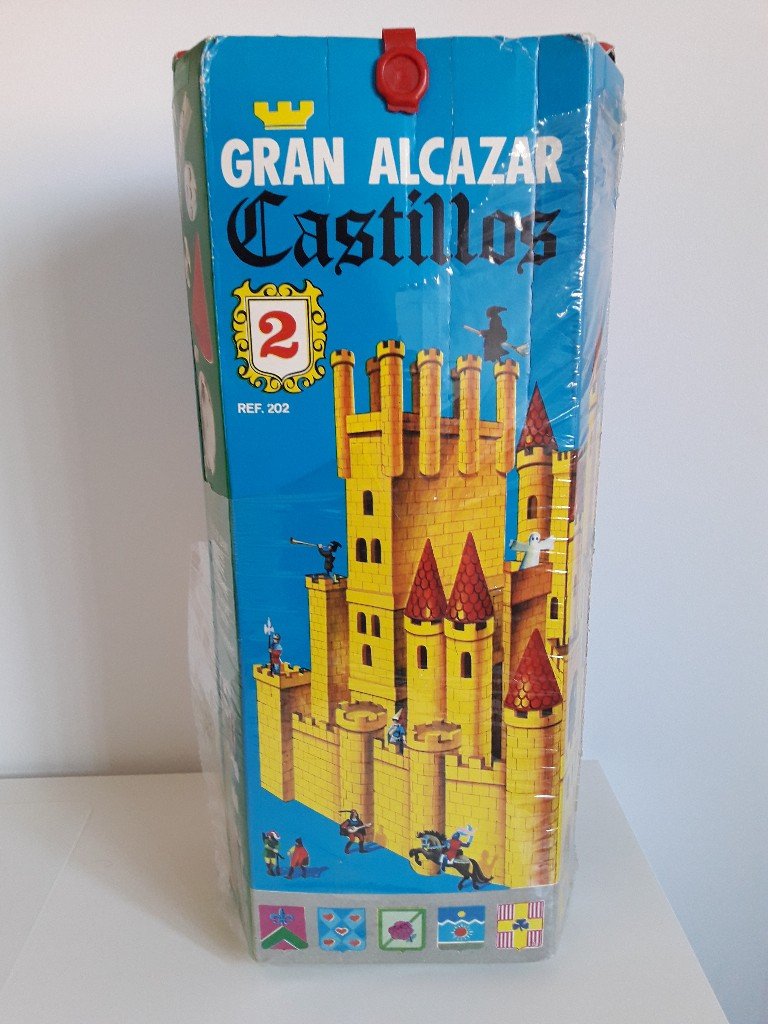 GRAN ALCAZAR
Castillos
2
REF. 202